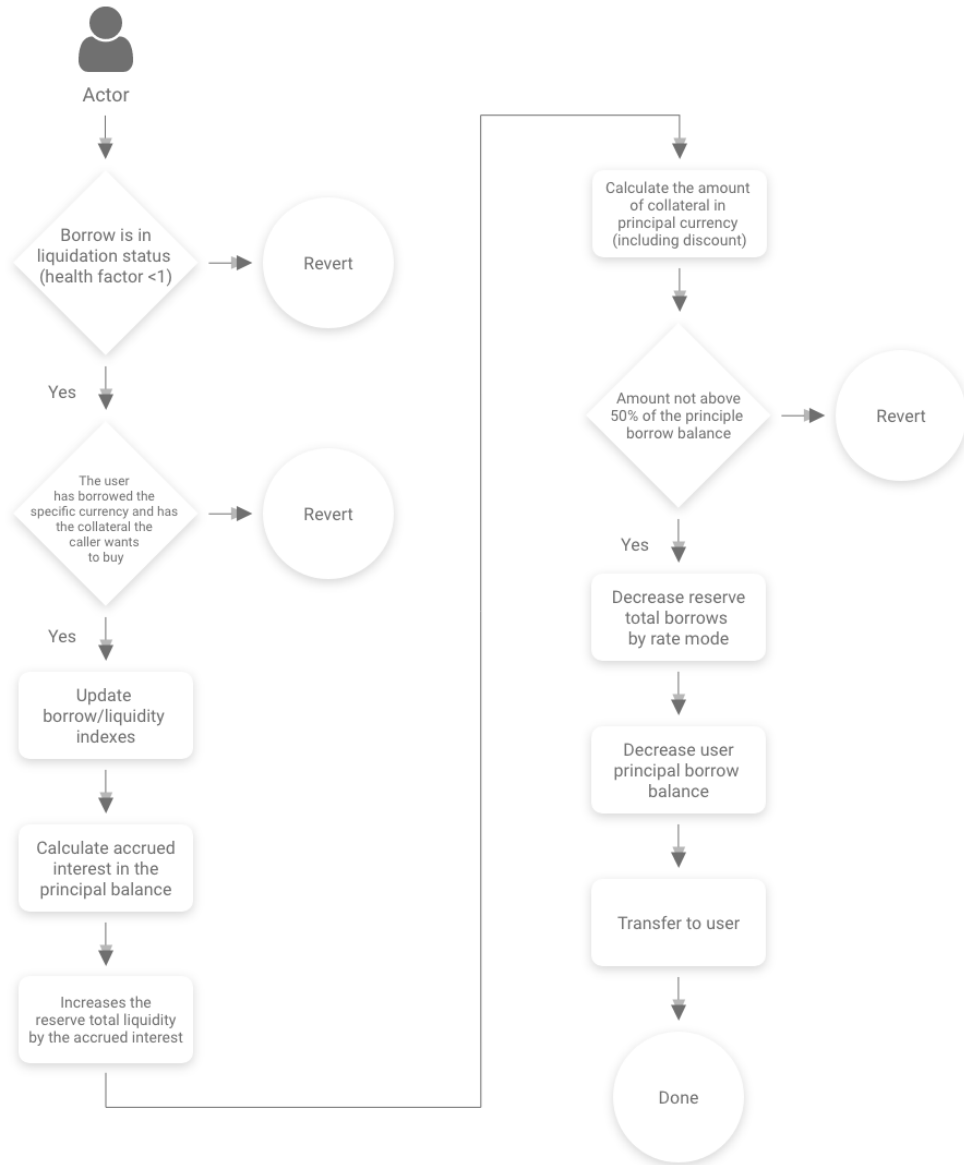 Actor
Borrow is in
liquidation status
(health factor <1)
Revert
Yes
The user
has borrowed the
specific currency and has
the collateral the
caller wants
to buy
Revert
Yes
Update
borrow/liquidity
indexes
Calculate accrued
interest in the
principal balance
Increases the
reserve total liquidity
by the accrued interest
Calculate the amount
of collateral in
principal currency
(including discount)
Amount not above
50% of the principle
borrow balance
Revert
Yes
Decrease reserve
total borrows
by rate mode
Decrease user
principal borrow
balance
Transfer to user
Done